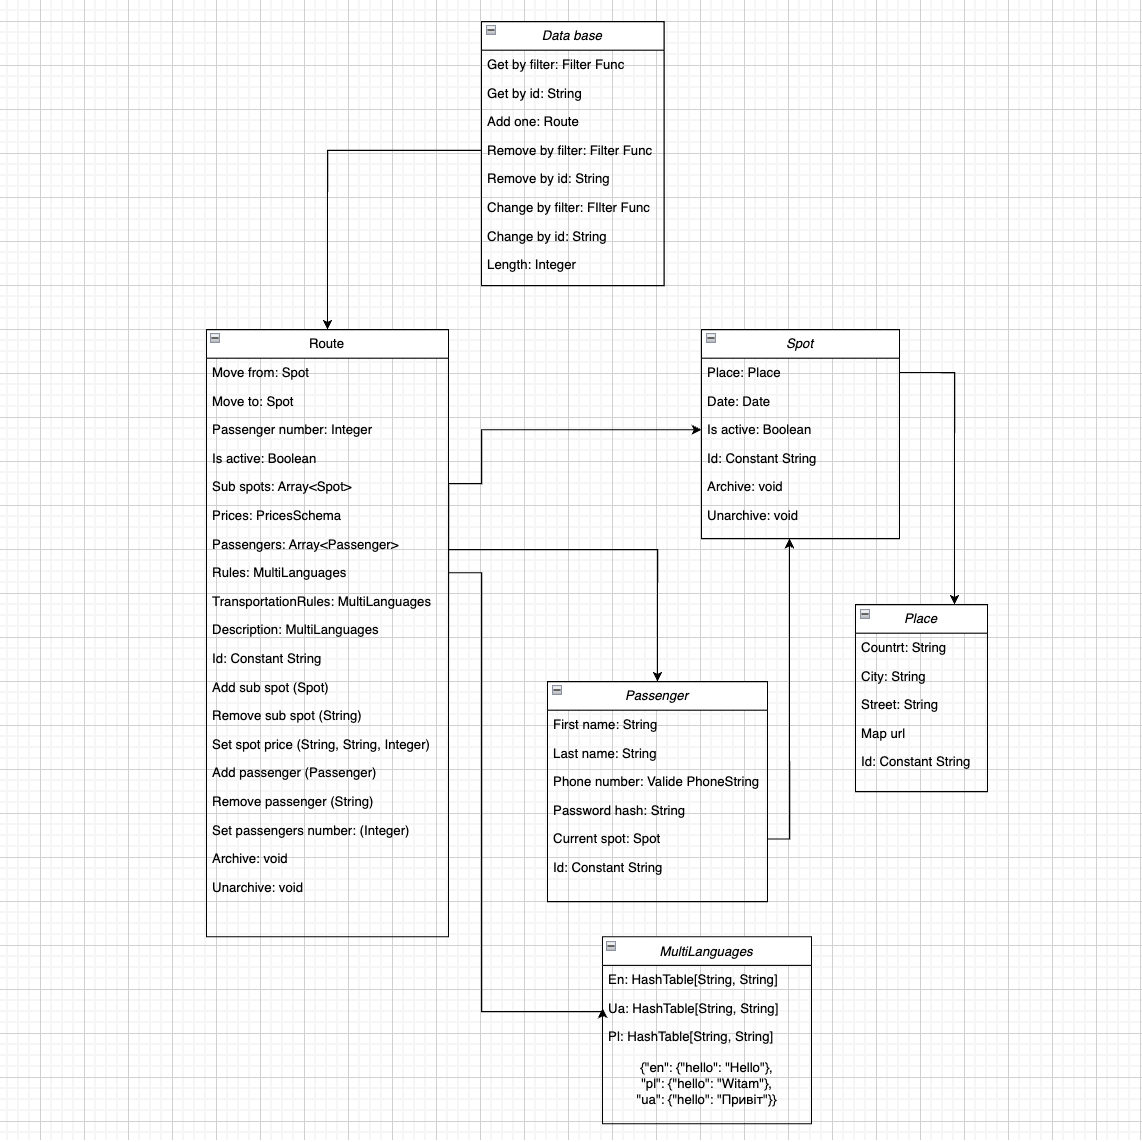 Data base
Get by filter: Filter Func
Get by id: String
Add one: Route
Remove by filter: Filter Func
Remove by id: String
Change by filter: FIlter Func
Change by id: String
Length: Integer
Route
Move from: Spot
Move to: Spot
Passenger number: Integer
Is active: Boolean
Sub spots: Array<Spot>
Prices: PricesSchema
Passengers: Array<Passenger>
Rules: MultiLanguages
TransportationRules: MultiLanguages
Description: MultiLanguages
Id: Constant String
Add sub spot (Spot)
Remove sub spot (String)
Set spot price (String, String, Integer)
Add passenger (Passenger)
Remove passenger (String)
Set passengers number: (Integer)
Archive: void
Unarchive: void
Spot
Place: Place
Date: Date
Is active: Boolean
Id: Constant String
Archive: void
Unarchive: void
Place
Countrt: String
City: String
Street: String
Map url
Id: Constant String
Passenger
First name: String
Last name: String
Phone number: Valide PhoneString
Password hash: String
Current spot: Spot
Id: Constant String
MultiLanguages
En: HashTable[String, String]
Ua: HashTable[String, String]
Pl: HashTable[String, String]
{"en": {"hello": "Hello"},
"pl": {"hello": "Witam"},
"ua": {"hello": "Привіт"}}